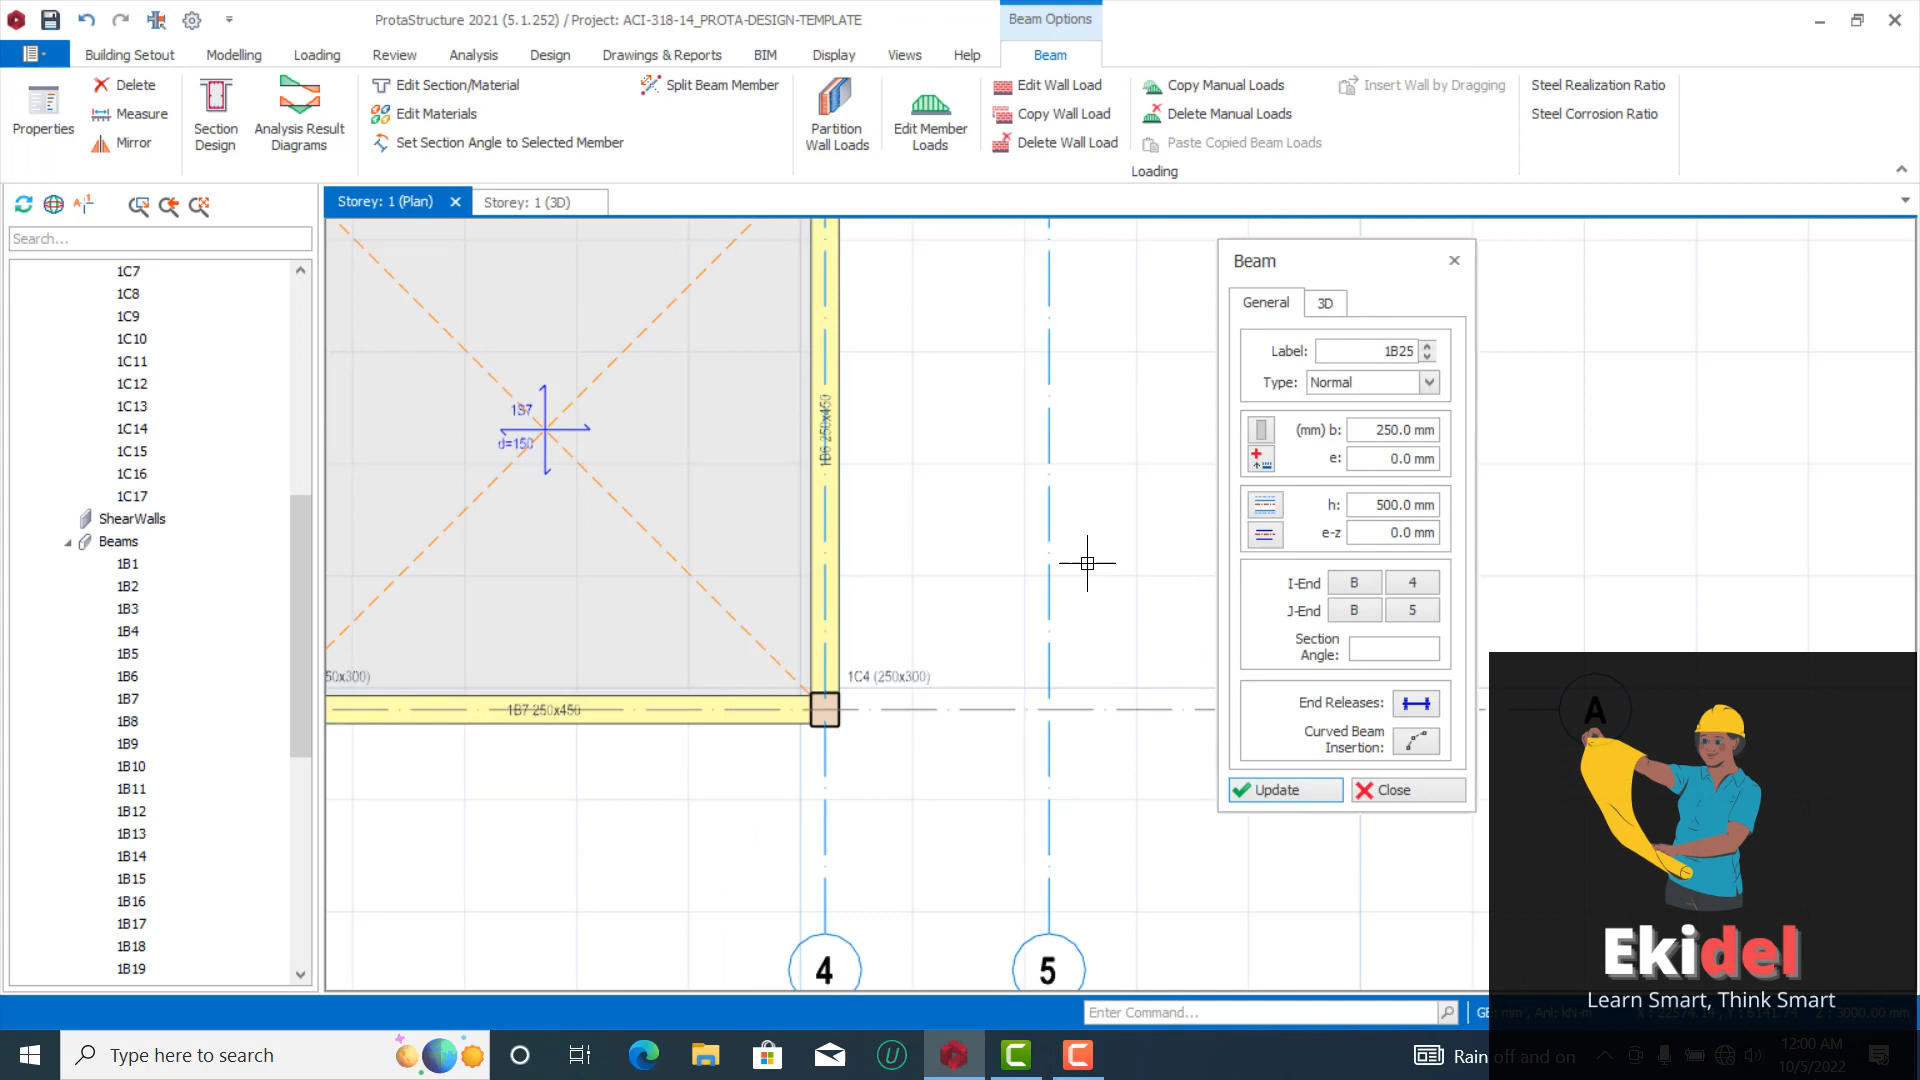 ProtaStructure 2021 (5.1.252) / Project: ACI-318-14_PROTA-DESIGN-TEMPLATE
Beam Options
Building Setout
Modelling
Loading
Review
Analysis
Design
Drawings & Reports
BIM
Display
Views
Help
Beam
Properties
Delete
Measure
Mirror
Section Design
Analysis Result Diagrams
Edit Section/Material
Edit Materials
Set Section Angle to Selected Member
Split Beam Member
Partition Wall Loads
Edit Member Loads
Edit Wall Load
Copy Wall Load
Delete Wall Load
Copy Manual Loads
Delete Manual Loads
Paste Copied Beam Loads
Insert Wall by Dragging
Loading
Steel Realization Ratio
Steel Corrosion Ratio
Storey: 1 (Plan)
Storey: 1 (3D)
Search...
1C7
1C8
1C9
1C10
1C11
1C12
1C13
1C14
1C15
1C16
1C17
ShearWalls
Beams
1B1
1B2
1B3
1B4
1B5
1B6
1B7
1B8
1B9
1B10
1B11
1B12
1B13
1B14
1B15
1B16
1B17
1B18
1B19
1S7
d=150
1B6 250x450
50x300)
1B7 250x450
1C4 (250x300)
4
5
A
Beam
General
3D
Label: 1B25
Type: Normal
(mm) b: 250.0 mm
e: 0.0 mm
h: 500.0 mm
e-z 0.0 mm
I-End B 4
J-End B 5
Section Angle:
End Releases:
Curved Beam Insertion:
Update
Close
Ekidel
Learn Smart, Think Smart
Enter Command...
Type here to search
Rain off and on
12:00 AM
10/5/2022